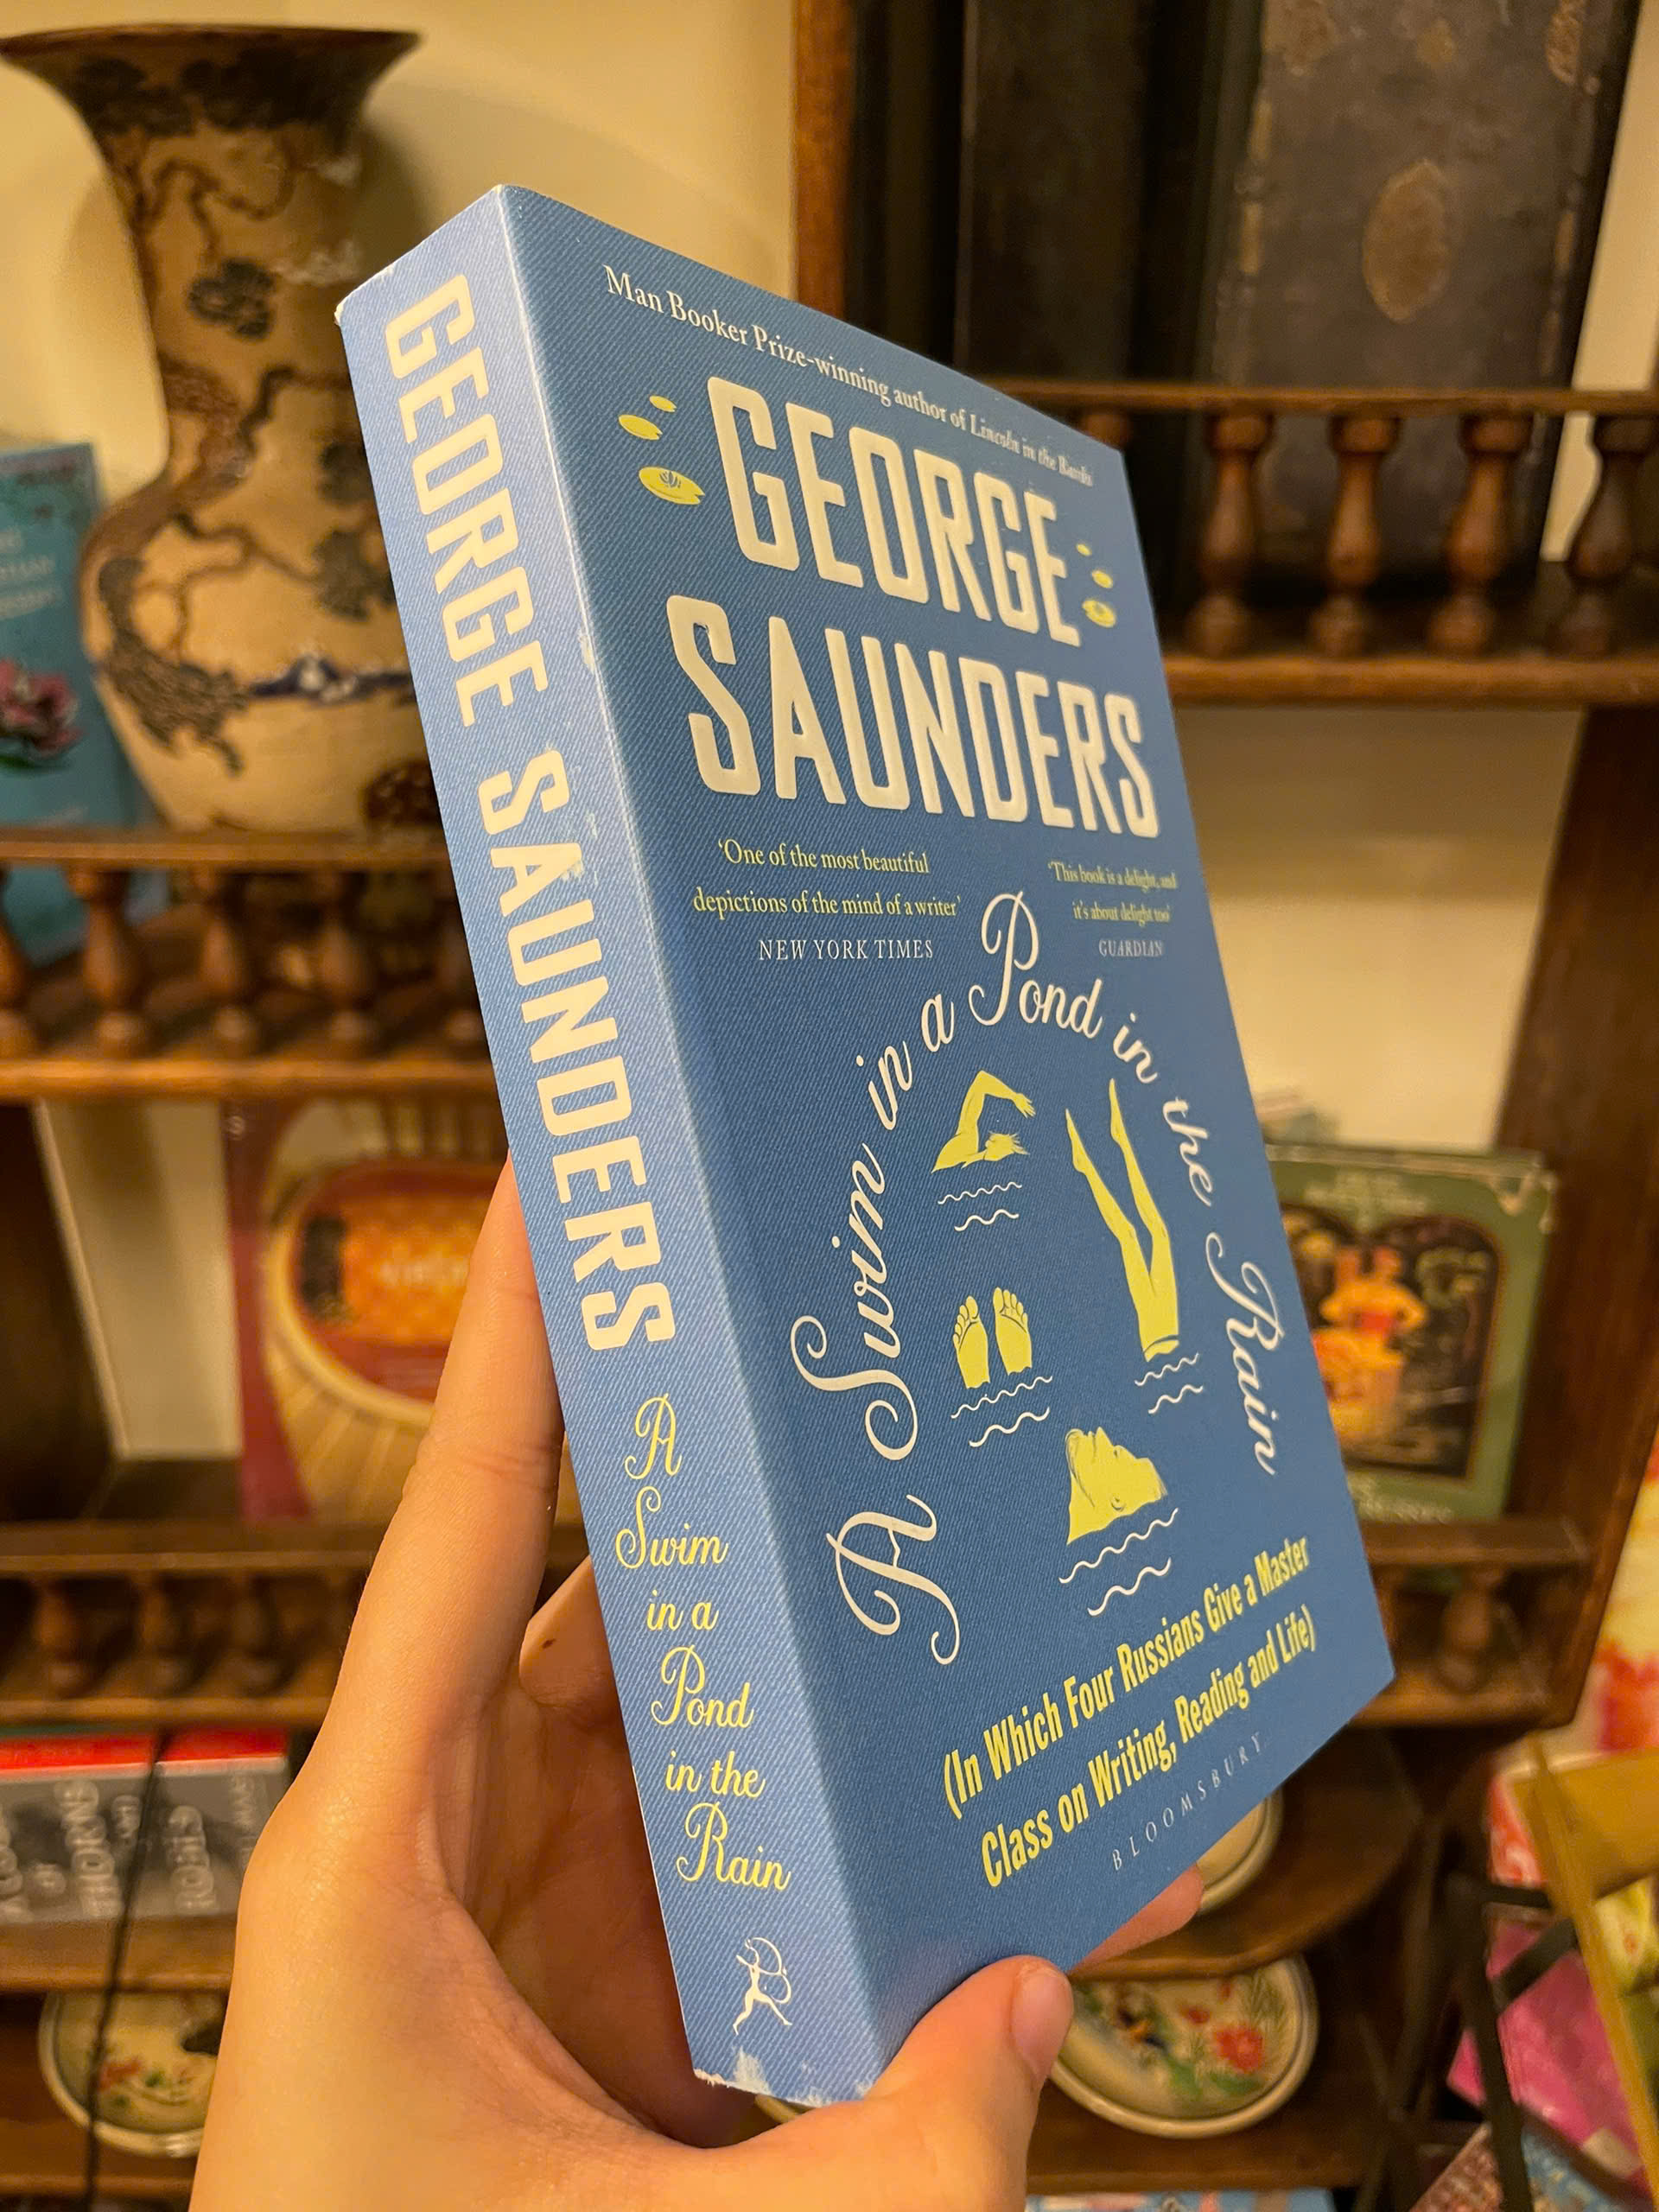 GEORGE SAUNDERS
A
Swim
in a
Pond
in the
Rain
Man Booker Prize-winning author of Lincoln in the Bardo
GEORGE
SAUNDERS
‘One of the most beautiful
depictions of the mind of a writer’
NEW YORK TIMES
‘This book is a delight, and
it's about delight too’
GUARDIAN
A Swim in a Pond in the Rain
(In Which Four Russians Give a Master
Class on Writing, Reading and Life)
BLOOMSBURY
THORNS
AND
ROSES